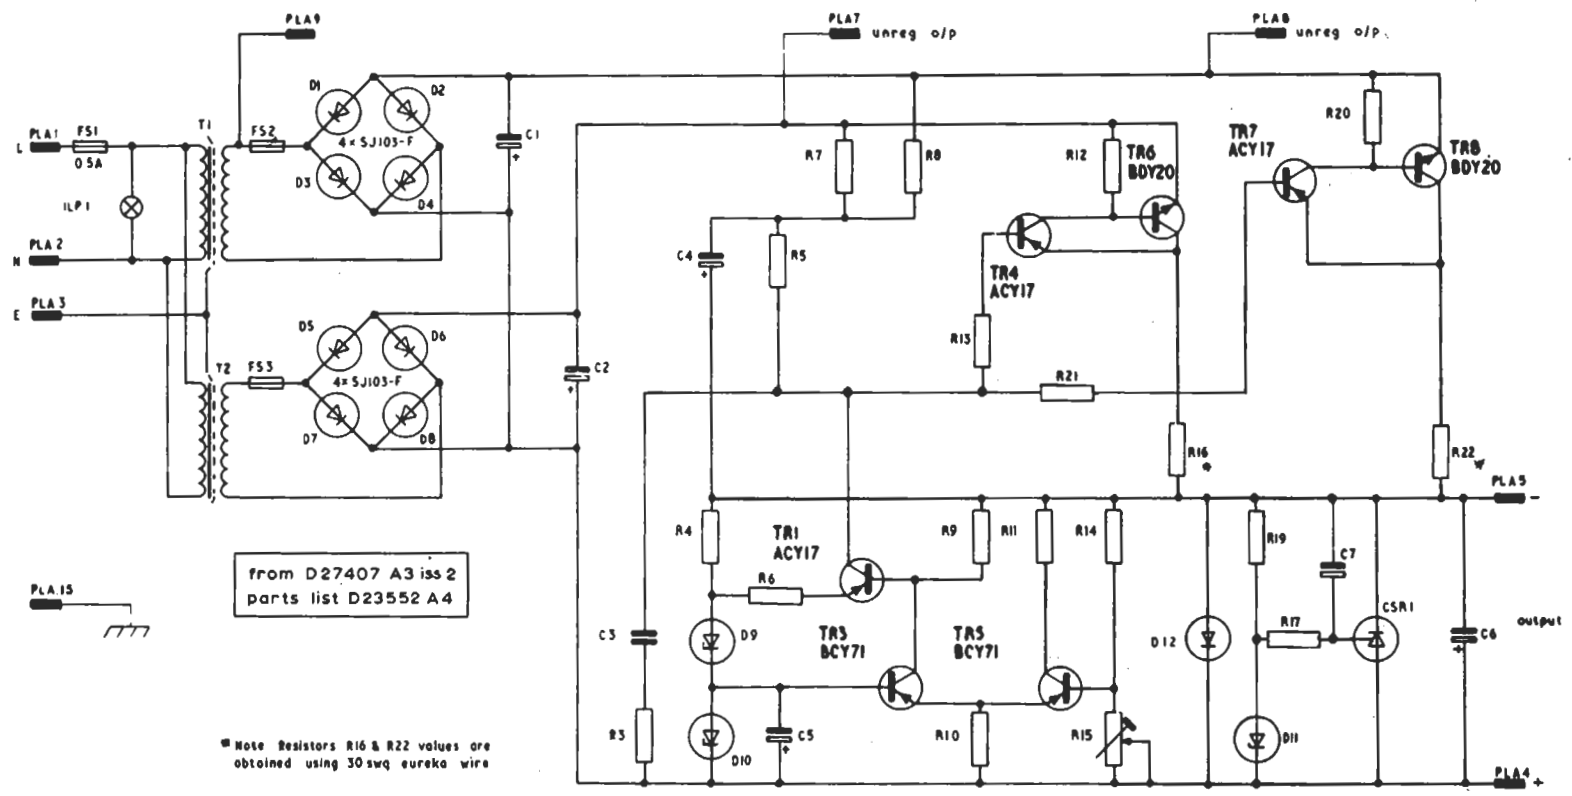 PLA9
PLA7
unreg o/p
PLA8
unreg o/p
D1
D2
4× SJ103-F
D3
D4
C1
+
T1
FS2
PLA1
L
FS1
0.5A
ILP1
PLA2
N
PLA3
E
R7
R8
R12
TR6
BDY20
TR7
ACY17
R20
TR8
BDY20
C4
+
R5
TR4
ACY17
R13
R21
D5
D6
4× SJ103-F
D7
D8
T2
FS3
C2
+
R16
*
R22
*
PLA5
-
R4
TR1
ACY17
R6
R9
R11
R14
R19
C7
CSR1
R17
C3
D9
TR3
BCY71
TR5
BCY71
D12
C6
+
output
R3
D10
C5
+
R10
R15
D11
PLA4
+
PLA.15
from D27407 A3 iss 2
parts list D23552 A4
* Note Resistors R16 & R22 values are
obtained using 30 swg eureka wire